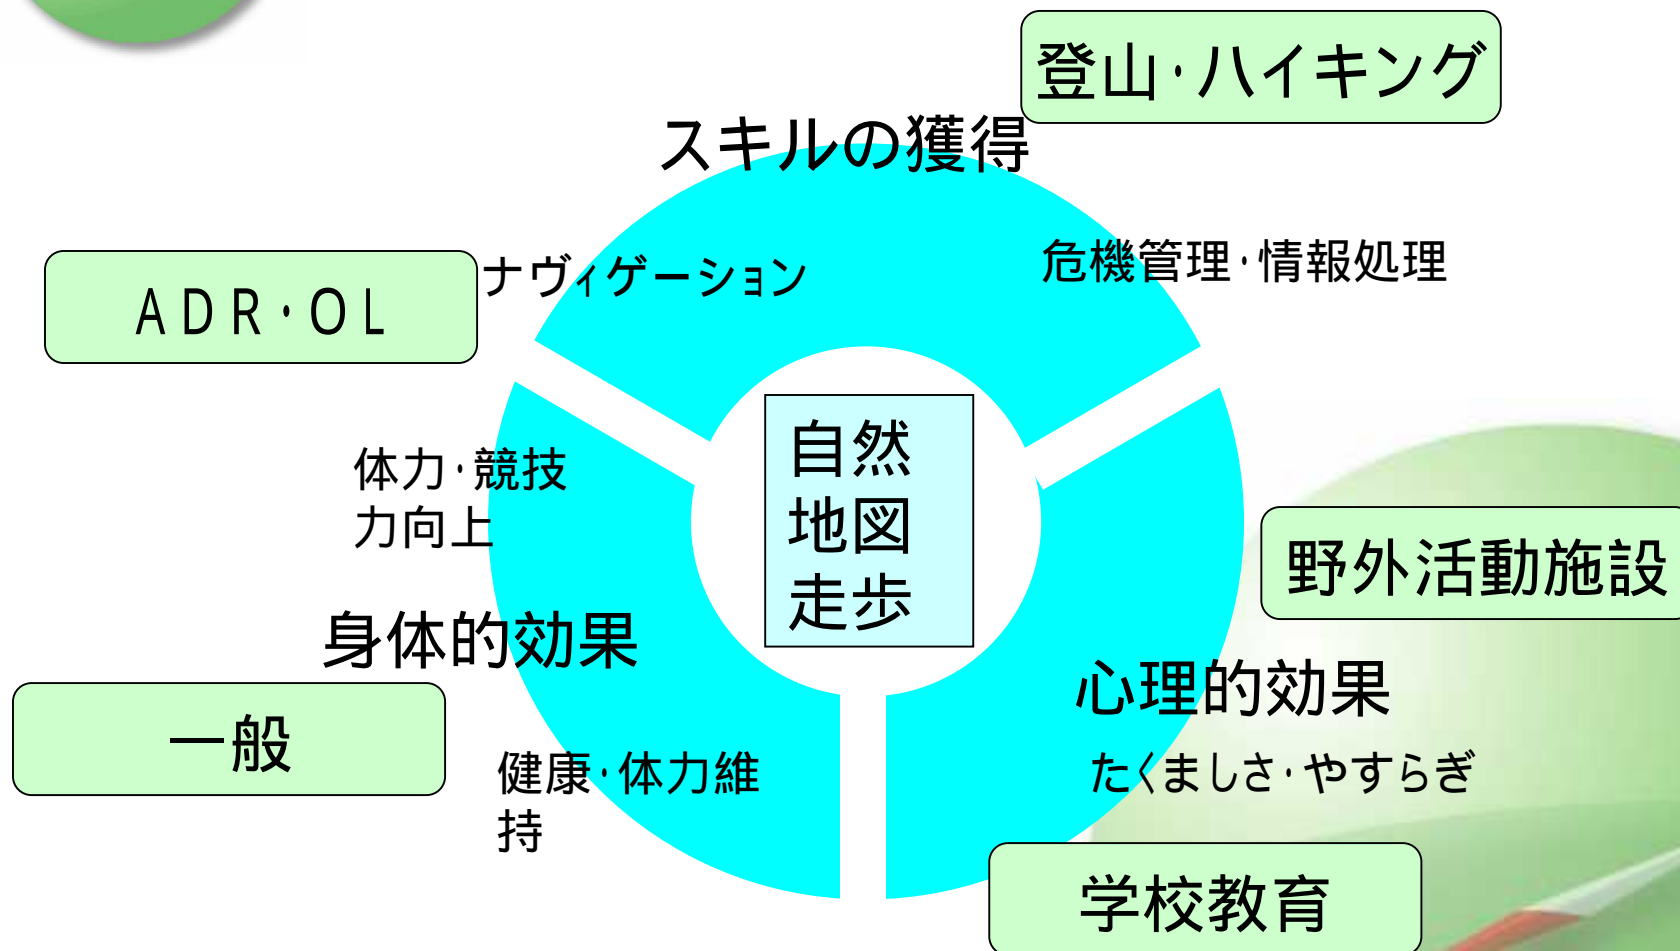 登山・ハイキング
スキルの獲得
ナヴィゲーション
危機管理・情報処理
ＡＤＲ・ＯＬ
自然
地図
走歩
体力・競技
力向上
野外活動施設
身体的効果
心理的効果
一般
健康・体力維
持
たくましさ・やすらぎ
学校教育